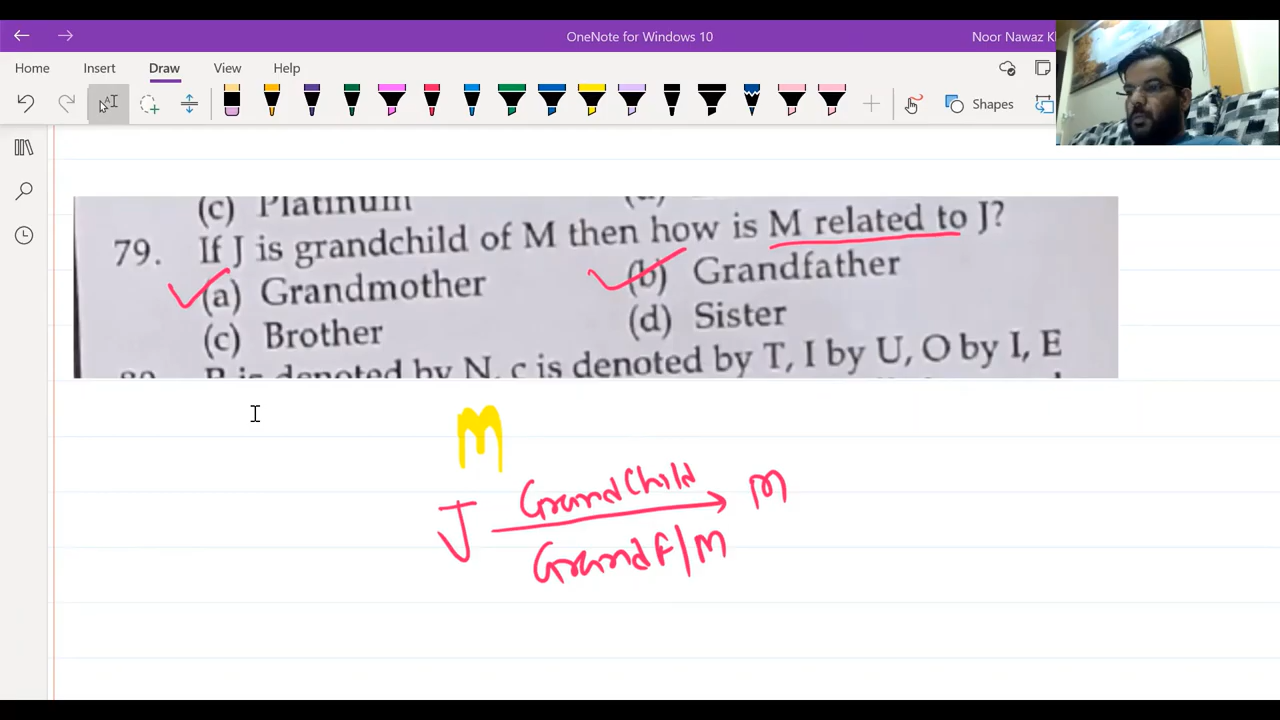 OneNote for Windows 10
Noor Nawaz Kh
Home Insert Draw View Help
Shapes
(c) Platinum
79. If J is grandchild of M then how is M related to J?
(a) Grandmother (b) Grandfather
(c) Brother (d) Sister
is denoted by N, c is denoted by T, I by U, O by I, E
M
J GrandChild M
GrandF/M